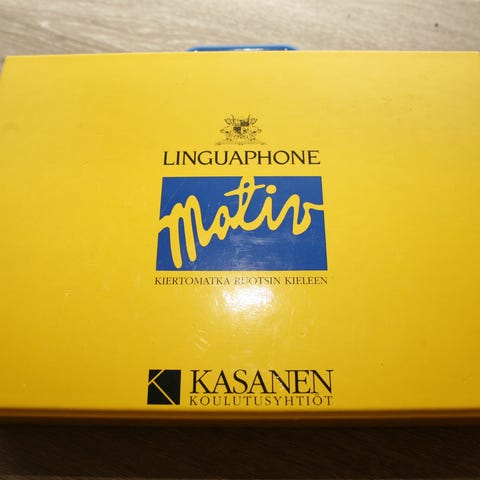 LINGUAPHONE
Motiv
KIERTOMATKA RUOTSIN KIELEEN
KASANEN
KOULUTUSYHTIÖT